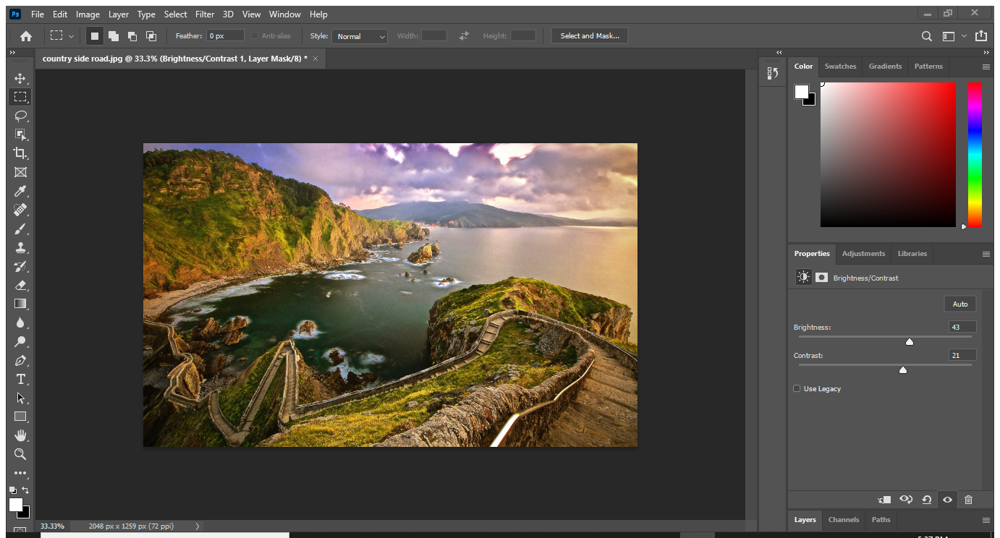 Ps File Edit Image Layer Type Select Filter 3D View Window Help
Feather: 0 px Anti-alias Style: Normal Width: Height: Select and Mask...
country side road.jpg @ 33.3% (Brightness/Contrast 1, Layer Mask/8) * ×
Color Swatches Gradients Patterns
Properties Adjustments Libraries
Brightness/Contrast
Auto
Brightness: 43
Contrast: 21
Use Legacy
Layers Channels Paths
33.33% 2048 px x 1259 px (72 ppi)